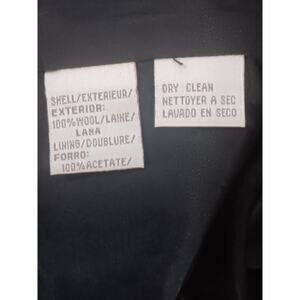 SHELL/EXTERIEUR/
EXTERIOR:
100% WOOL/LAINE/
LANA
LINING/DOUBLURE/
FORRO:
100% ACETATE/
DRY CLEAN
NETTOYER A SEC
LAVADO EN SECO